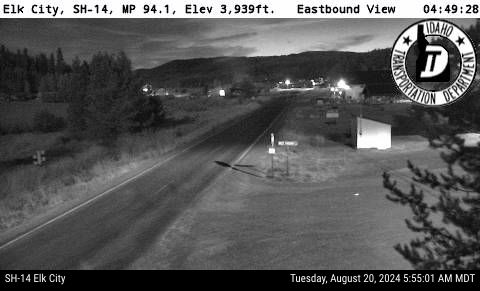 Elk City, SH-14, MP 94.1, Elev 3,939ft. Eastbound View 04:49:28
IDAHO
TRANSPORTATION DEPARTMENT
SH-14 Elk City Tuesday, August 20, 2024 5:55:01 AM MDT